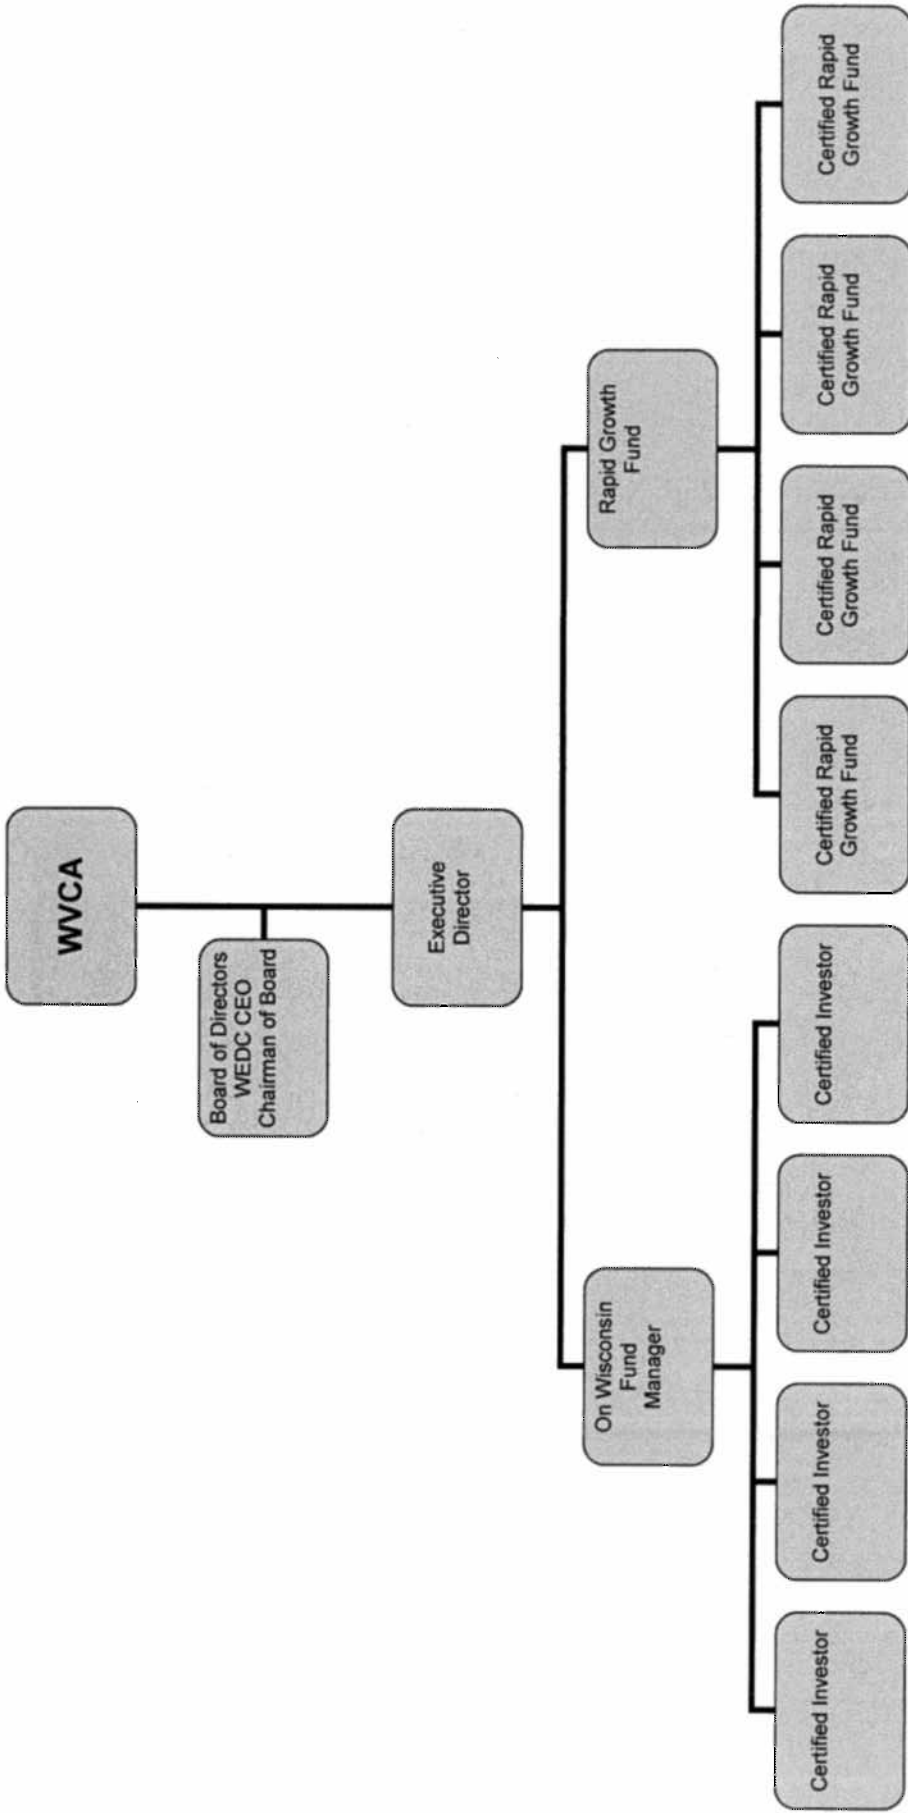 WVCA
Board of Directors
WEDC CEO
Chairman of Board
Executive
Director
On Wisconsin
Fund
Manager
Rapid Growth
Fund
Certified Investor
Certified Investor
Certified Investor
Certified Investor
Certified Rapid
Growth Fund
Certified Rapid
Growth Fund
Certified Rapid
Growth Fund
Certified Rapid
Growth Fund